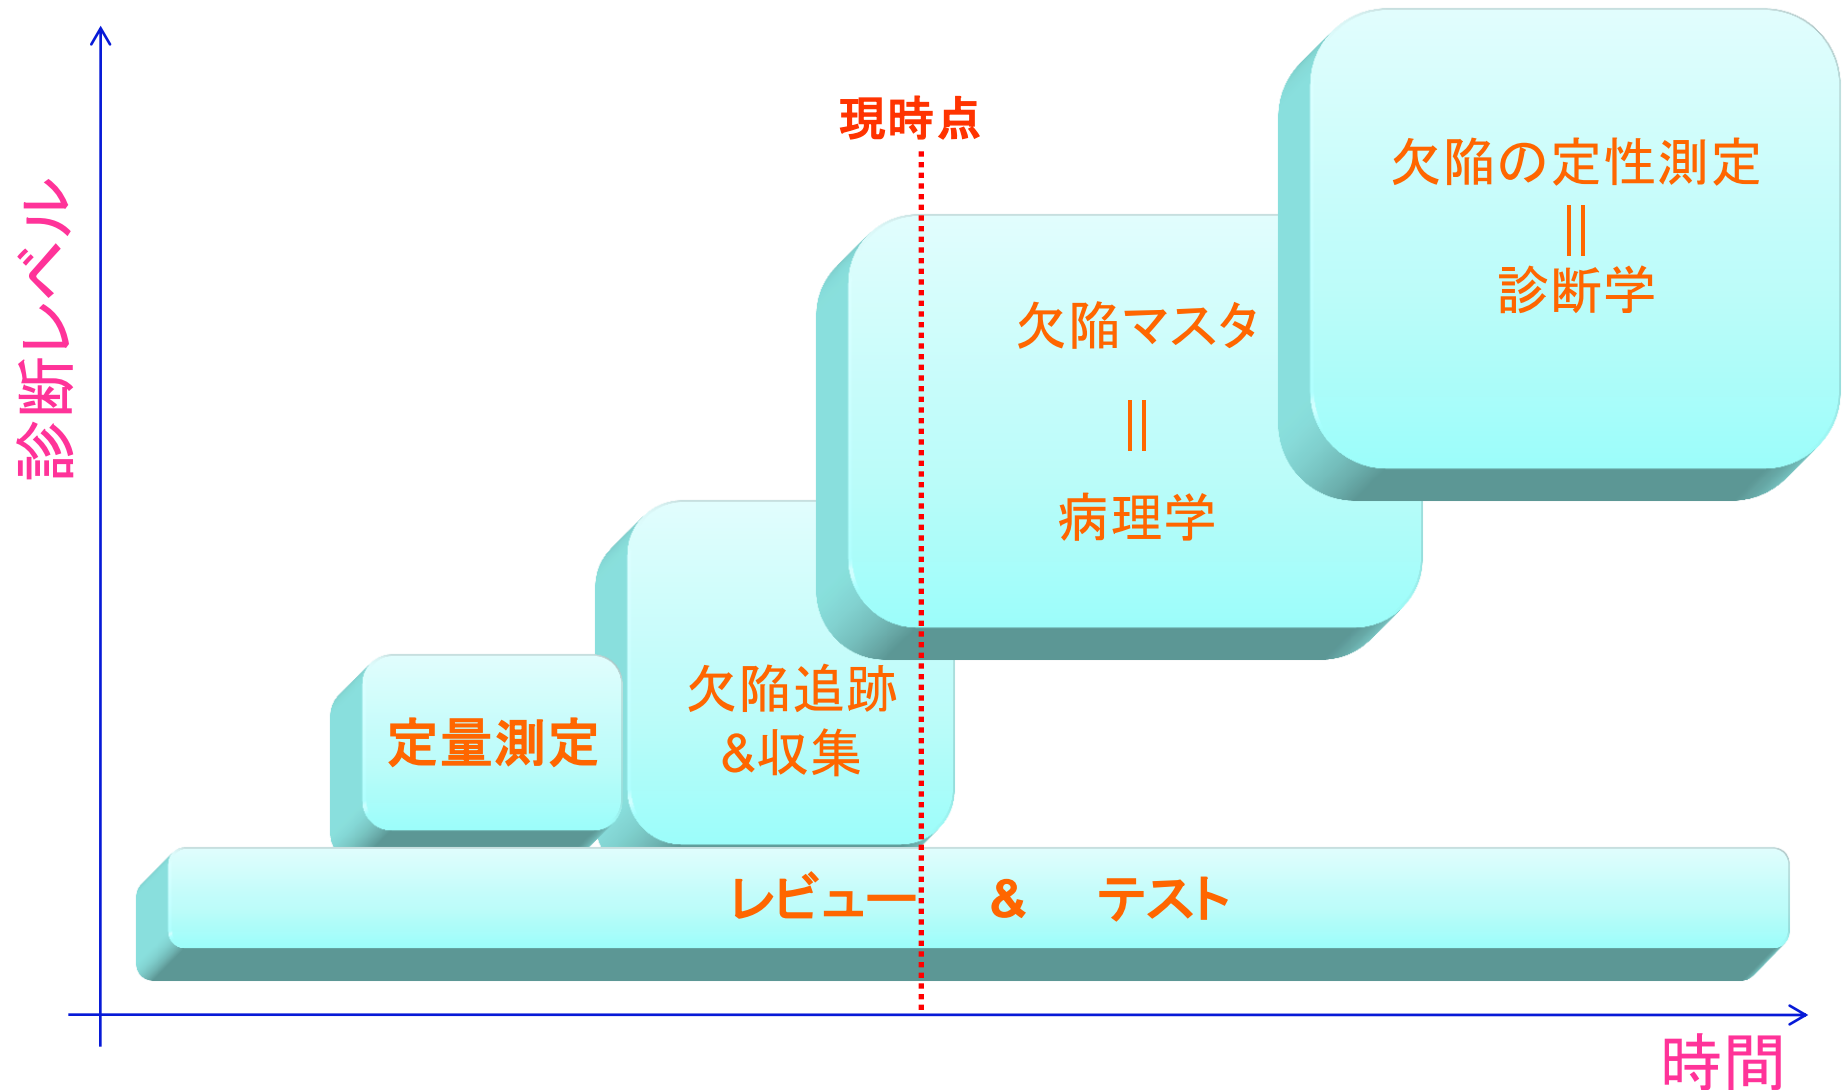 現時点
診断レベル
欠陥の定性測定
||
診断学
欠陥マスタ
||
病理学
欠陥追跡
&収集
定量測定
レビュー & テスト
時間